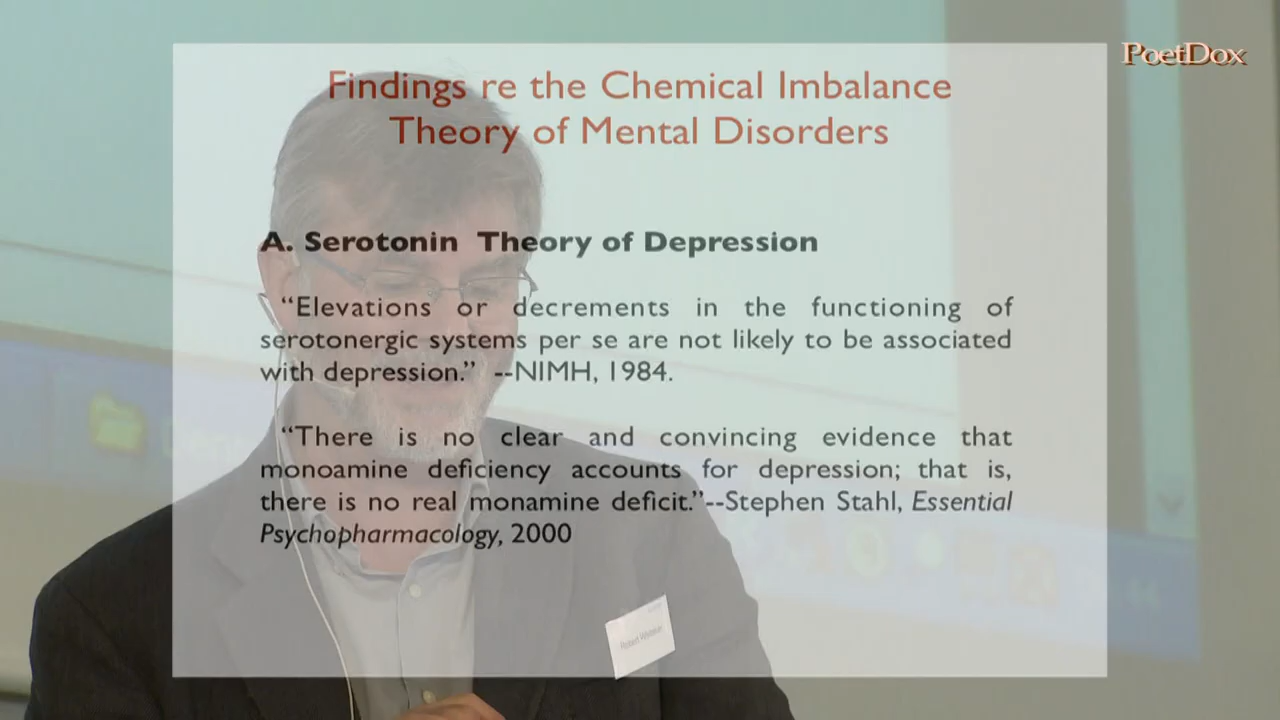 PoetDox
Findings re the Chemical Imbalance
Theory of Mental Disorders
A. Serotonin Theory of Depression
“Elevations or decrements in the functioning of
serotonergic systems per se are not likely to be associated
with depression.” --NIMH, 1984.
“There is no clear and convincing evidence that
monoamine deficiency accounts for depression; that is,
there is no real monamine deficit.”--Stephen Stahl, Essential
Psychopharmacology, 2000